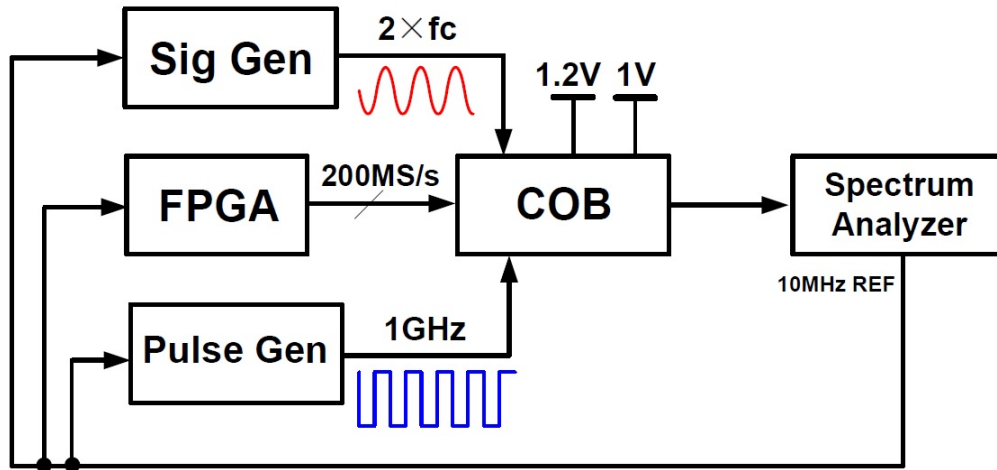 Sig Gen
2×fc
1.2V
1V
FPGA
200MS/s
COB
Spectrum
Analyzer
10MHz REF
Pulse Gen
1GHz